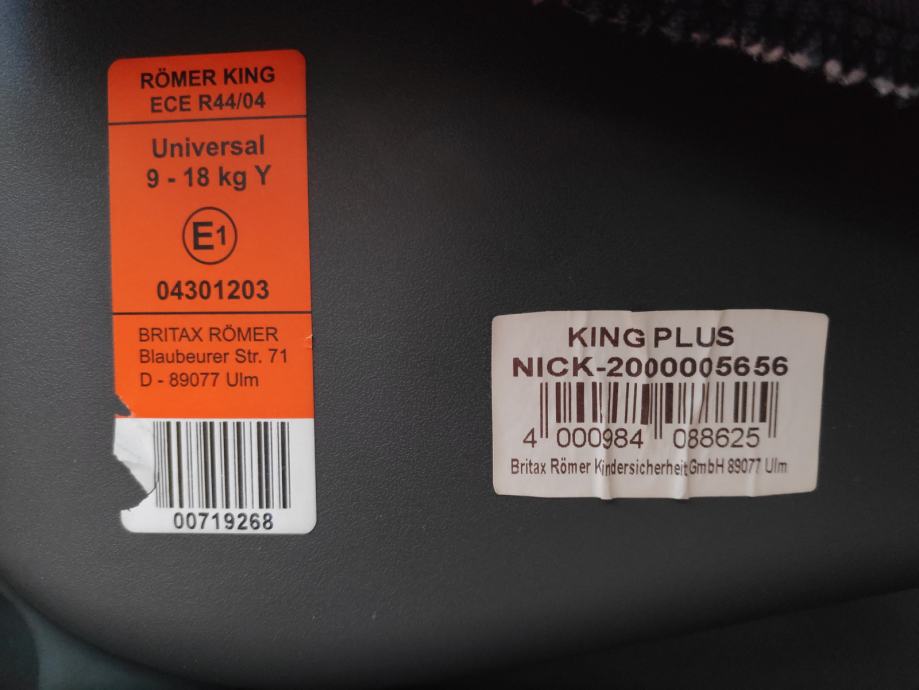 RÖMER KING
ECE R44/04
Universal
9 - 18 kg Y
E1
04301203
BRITAX RÖMER
Blaubeurer Str. 71
D - 89077 Ulm
00719268
KING PLUS
NICK-2000005656
4 000984 088625
Britax Römer Kindersicherheit GmbH 89077 Ulm